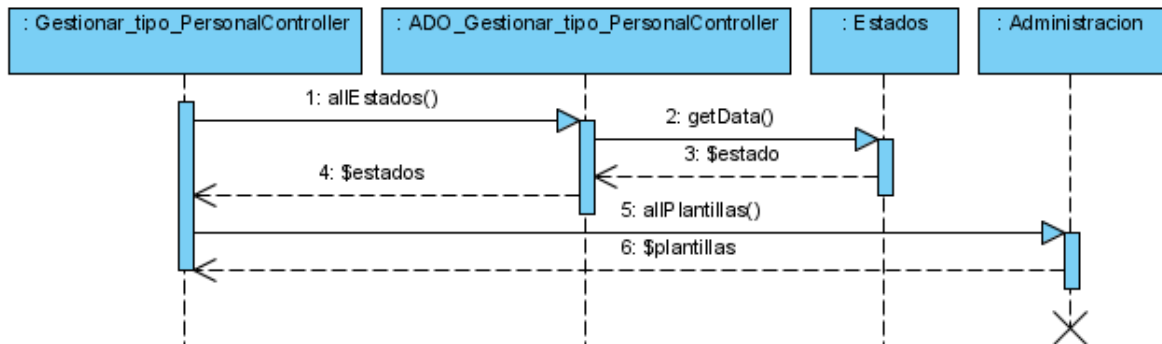 : Gestionar_tipo_PersonalController
: ADO_Gestionar_tipo_PersonalController
: Estados
: Administracion
1: allEstados()
2: getData()
3: $estado
4: $estados
5: allPlantillas()
6: $plantillas